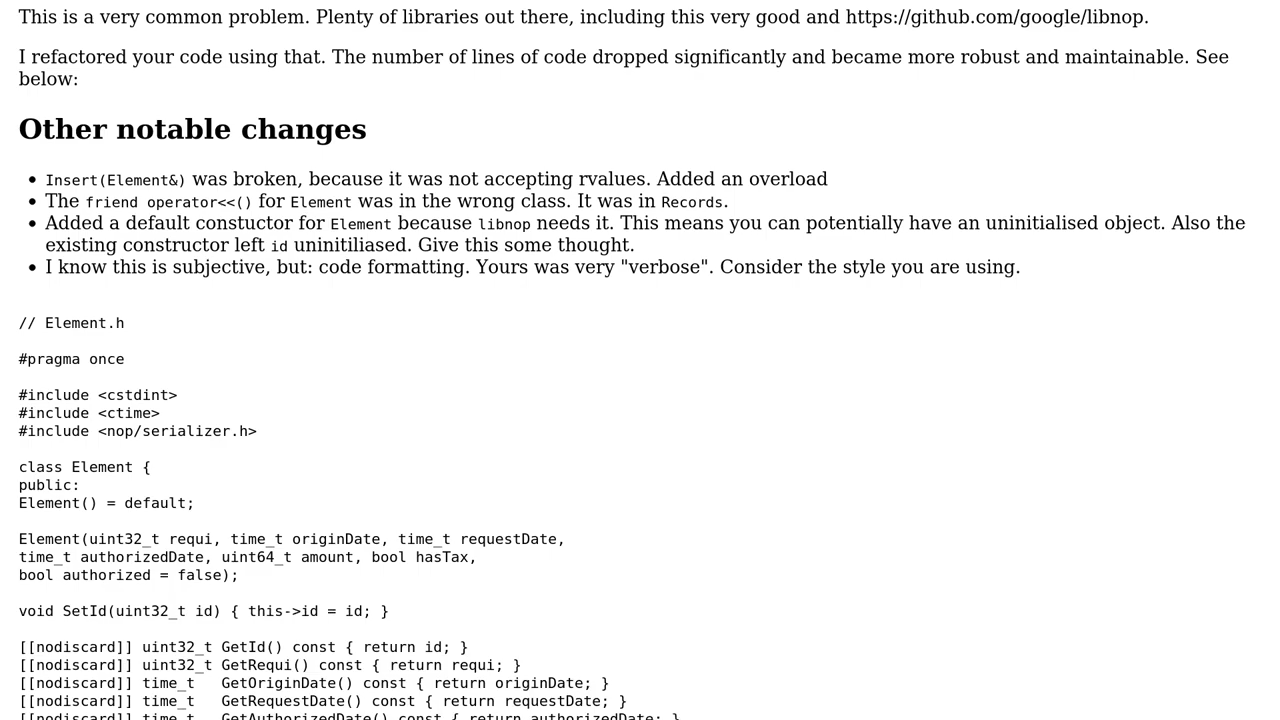 This is a very common problem. Plenty of libraries out there, including this very good and https://github.com/google/libnop.
I refactored your code using that. The number of lines of code dropped significantly and became more robust and maintainable. See
below:
Other notable changes
• Insert(Element&) was broken, because it was not accepting rvalues. Added an overload
• The friend operator<<() for Element was in the wrong class. It was in Records.
• Added a default constuctor for Element because libnop needs it. This means you can potentially have an uninitialised object. Also the
existing constructor left id uninitiliased. Give this some thought.
• I know this is subjective, but: code formatting. Yours was very "verbose". Consider the style you are using.
// Element.h
#pragma once
#include <cstdint>
#include <ctime>
#include <nop/serializer.h>
class Element {
public:
Element() = default;
Element(uint32_t requi, time_t originDate, time_t requestDate,
time_t authorizedDate, uint64_t amount, bool hasTax,
bool authorized = false);
void SetId(uint32_t id) { this->id = id; }
[[nodiscard]] uint32_t GetId() const { return id; }
[[nodiscard]] uint32_t GetRequi() const { return requi; }
[[nodiscard]] time_t   GetOriginDate() const { return originDate; }
[[nodiscard]] time_t   GetRequestDate() const { return requestDate; }
[[nodiscard]] time_t   GetAuthorizedDate() const { return authorizedDate; }